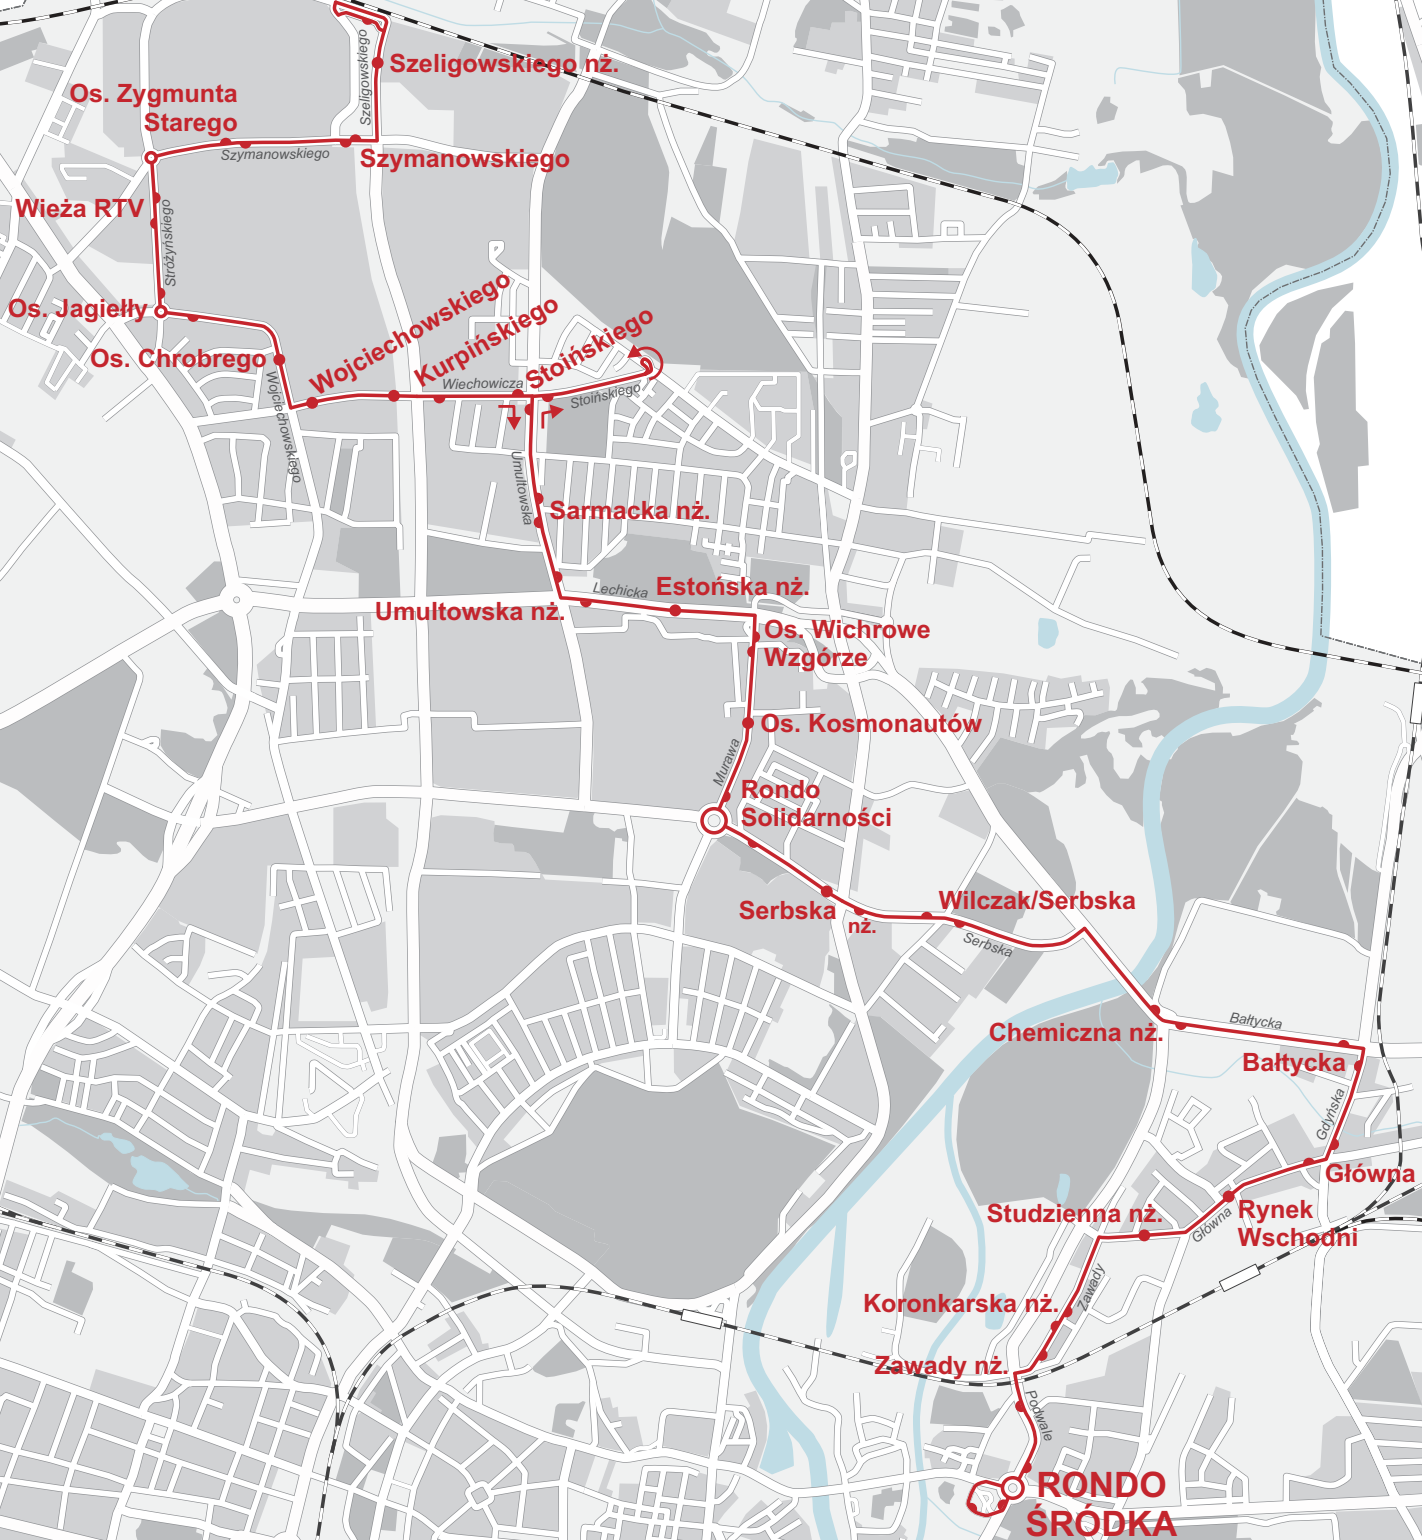 Szeligowskiego
Szeligowskiego nż.
Os. Zygmunta
Starego
Szymanowskiego
Szymanowskiego
Wieża RTV
Stróżyńskiego
Os. Jagiełły
Os. Chrobrego
Wojciechowskiego
Wojciechowskiego
Kurpińskiego
Stoińskiego
Wiechowicza
Stoińskiego
Umultowska
Sarmacka nż.
Lechicka
Estońska nż.
Umultowska nż.
Os. Wichrowe
Wzgórze
Os. Kosmonautów
Murawa
Rondo
Solidarności
Serbska
nż.
Wilczak/Serbska
Serbska
Chemiczna nż.
Bałtycka
Bałtycka
Gdyńska
Główna
Rynek
Wschodni
Główna
Studzienna nż.
Zawady
Koronkarska nż.
Zawady nż.
Podwale
RONDO
ŚRÓDKA